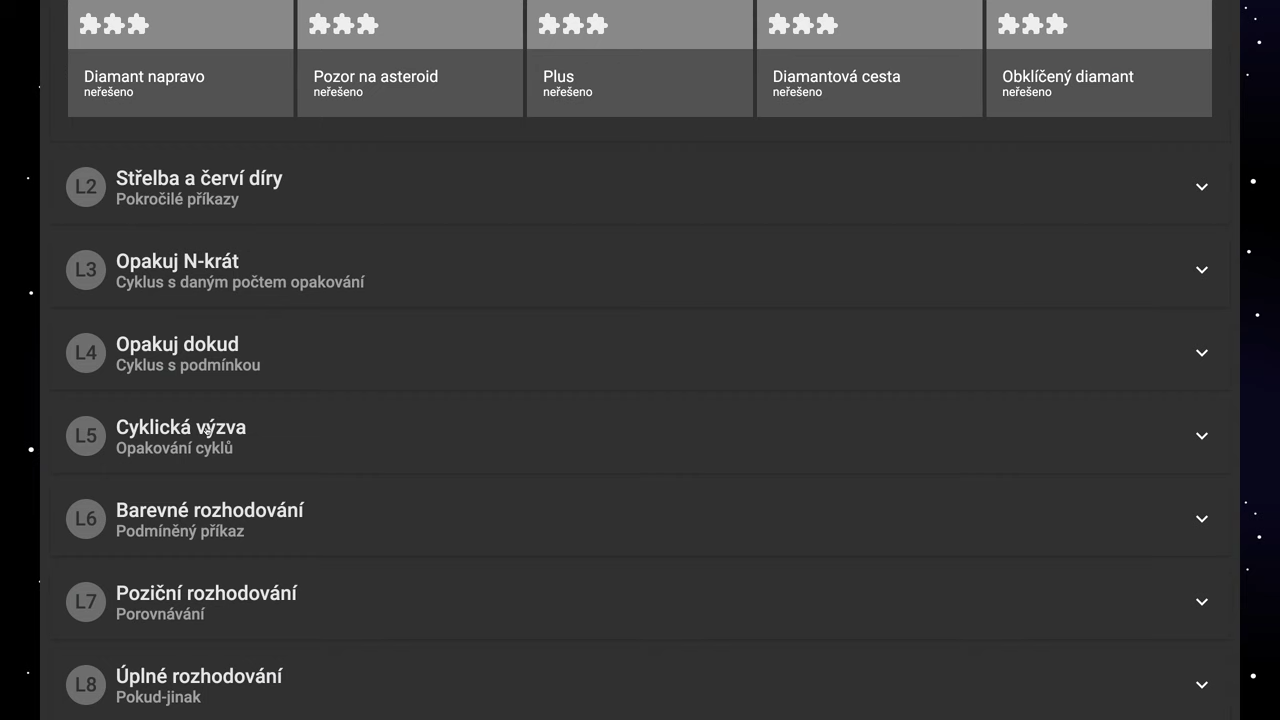 Diamant napravo
neřešeno
Pozor na asteroid
neřešeno
Plus
neřešeno
Diamantová cesta
neřešeno
Obklíčený diamant
neřešeno
L2
Střelba a červí díry
Pokročilé příkazy
L3
Opakuj N-krát
Cyklus s daným počtem opakování
L4
Opakuj dokud
Cyklus s podmínkou
L5
Cyklická výzva
Opakování cyklů
L6
Barevné rozhodování
Podmíněný příkaz
L7
Poziční rozhodování
Porovnávání
L8
Úplné rozhodování
Pokud-jinak